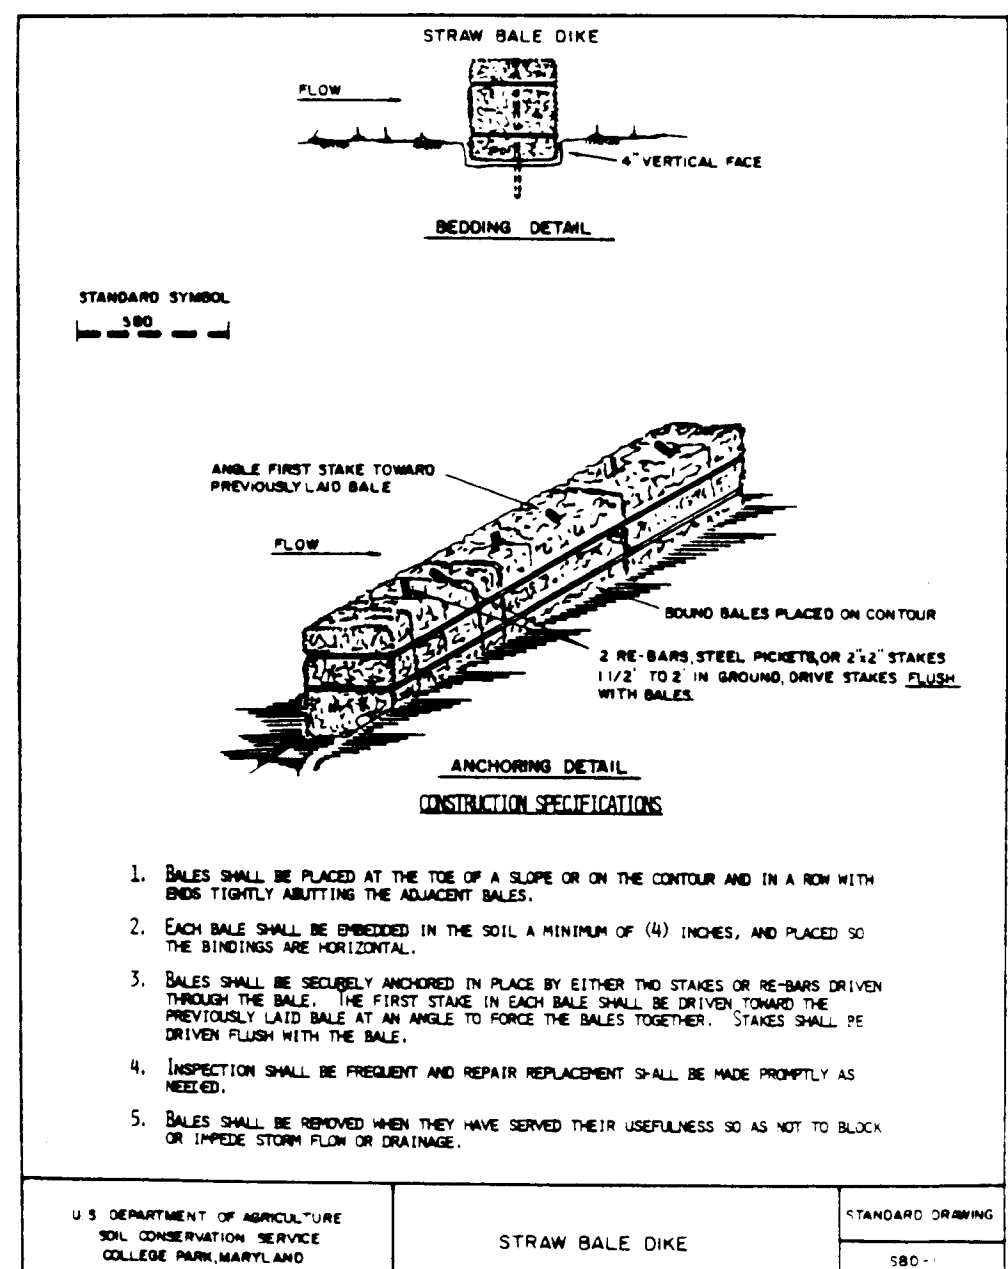 STRAW BALE DIKE
FLOW
4" VERTICAL FACE
BEDDING DETAIL
STANDARD SYMBOL
SBD
ANGLE FIRST STAKE TOWARD
PREVIOUSLY LAID BALE
FLOW
BOUND BALES PLACED ON CONTOUR
2 RE-BARS, STEEL PICKETS, OR 2"x2" STAKES
1 1/2' TO 2' IN GROUND, DRIVE STAKES FLUSH
WITH BALES.
ANCHORING DETAIL
CONSTRUCTION SPECIFICATIONS
1. BALES SHALL BE PLACED AT THE TOE OF A SLOPE OR ON THE CONTOUR AND IN A ROW WITH
ENDS TIGHTLY ABUTTING THE ADJACENT BALES.
2. EACH BALE SHALL BE EMBEDDED IN THE SOIL A MINIMUM OF (4) INCHES, AND PLACED SO
THE BINDINGS ARE HORIZONTAL.
3. BALES SHALL BE SECURELY ANCHORED IN PLACE BY EITHER TWO STAKES OR RE-BARS DRIVEN
THROUGH THE BALE. THE FIRST STAKE IN EACH BALE SHALL BE DRIVEN TOWARD THE
PREVIOUSLY LAID BALE AT AN ANGLE TO FORCE THE BALES TOGETHER. STAKES SHALL BE
DRIVEN FLUSH WITH THE BALE.
4. INSPECTION SHALL BE FREQUENT AND REPAIR REPLACEMENT SHALL BE MADE PROMPTLY AS
NEEDED.
5. BALES SHALL BE REMOVED WHEN THEY HAVE SERVED THEIR USEFULNESS SO AS NOT TO BLOCK
OR IMPEDE STORM FLOW OR DRAINAGE.
U.S. DEPARTMENT OF AGRICULTURE
SOIL CONSERVATION SERVICE
COLLEGE PARK, MARYLAND
STRAW BALE DIKE
STANDARD DRAWING
SBD-